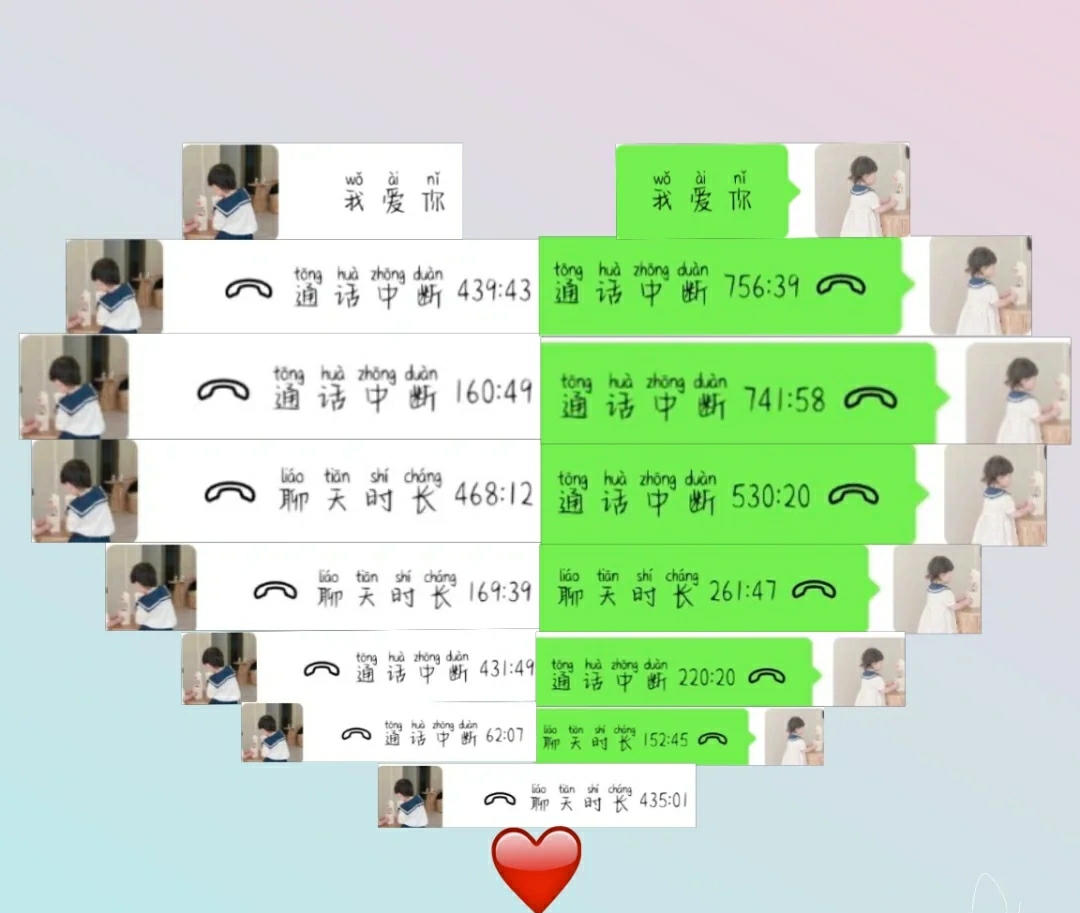 wǒ ài nǐ
我爱你
wǒ ài nǐ
我爱你
tōng huà zhōng duàn
通话中断 439:43
tōng huà zhōng duàn
通话中断 756:39
tōng huà zhōng duàn
通话中断 160:49
tōng huà zhōng duàn
通话中断 741:58
liáo tiān shí cháng
聊天时长 468:12
tōng huà zhōng duàn
通话中断 530:20
liáo tiān shí cháng
聊天时长 169:39
liáo tiān shí cháng
聊天时长 261:47
tōng huà zhōng duàn
通话中断 431:49
tōng huà zhōng duàn
通话中断 220:20
tōng huà zhōng duàn
通话中断 62:07
liáo tiān shí cháng
聊天时长 152:45
liáo tiān shí cháng
聊天时长 435:01